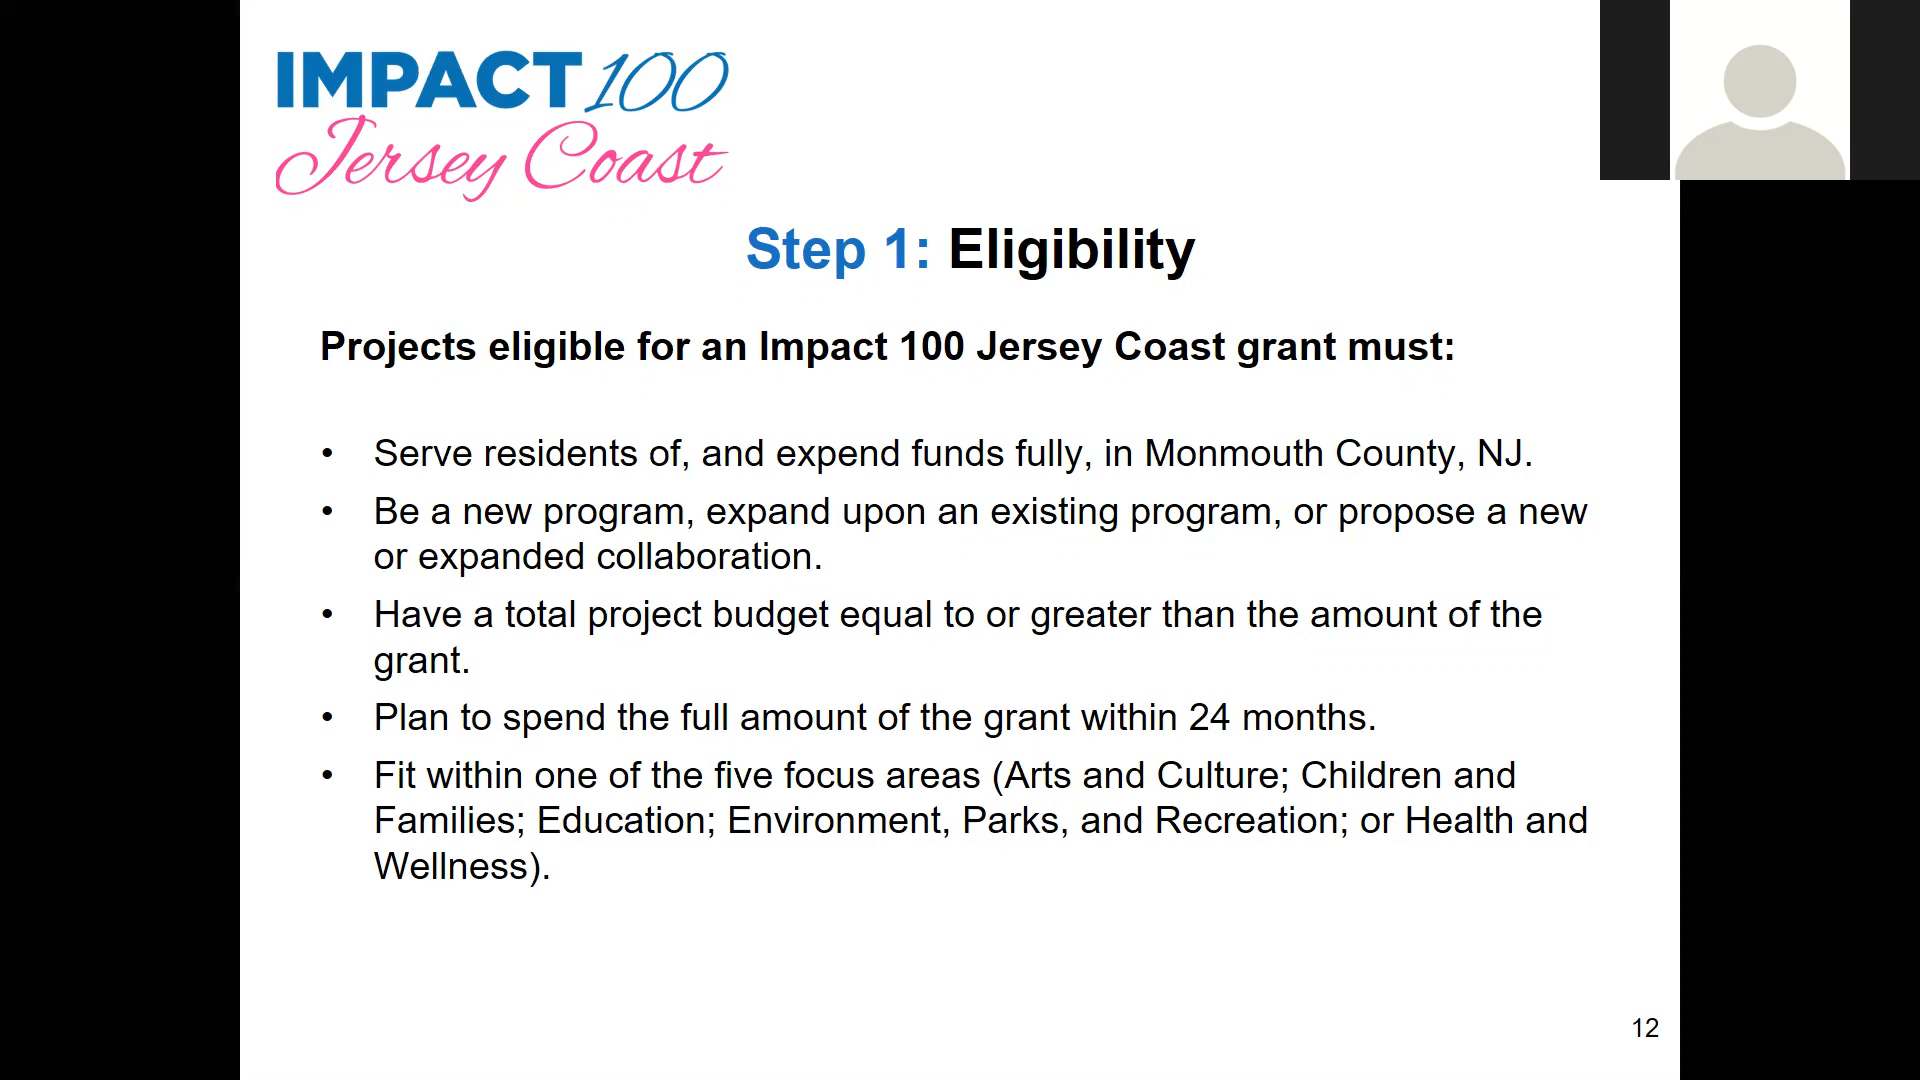 IMPACT 100
Jersey Coast
Step 1: Eligibility
Projects eligible for an Impact 100 Jersey Coast grant must:
• Serve residents of, and expend funds fully, in Monmouth County, NJ.
• Be a new program, expand upon an existing program, or propose a new
or expanded collaboration.
• Have a total project budget equal to or greater than the amount of the
grant.
• Plan to spend the full amount of the grant within 24 months.
• Fit within one of the five focus areas (Arts and Culture; Children and
Families; Education; Environment, Parks, and Recreation; or Health and
Wellness).
12